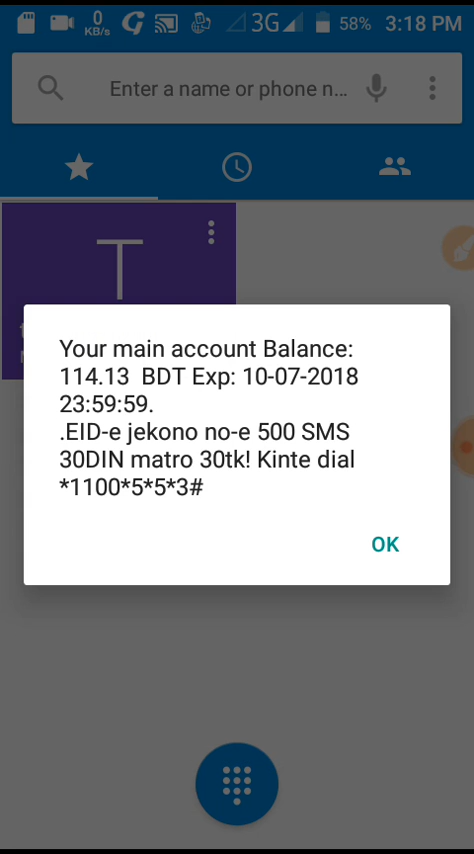 0
KB/s
3G
58%
3:18 PM
Enter a name or phone n...
T
Your main account Balance:
114.13 BDT Exp: 10-07-2018
23:59:59.
.EID-e jekono no-e 500 SMS
30DIN matro 30tk! Kinte dial
*1100*5*5*3#
OK